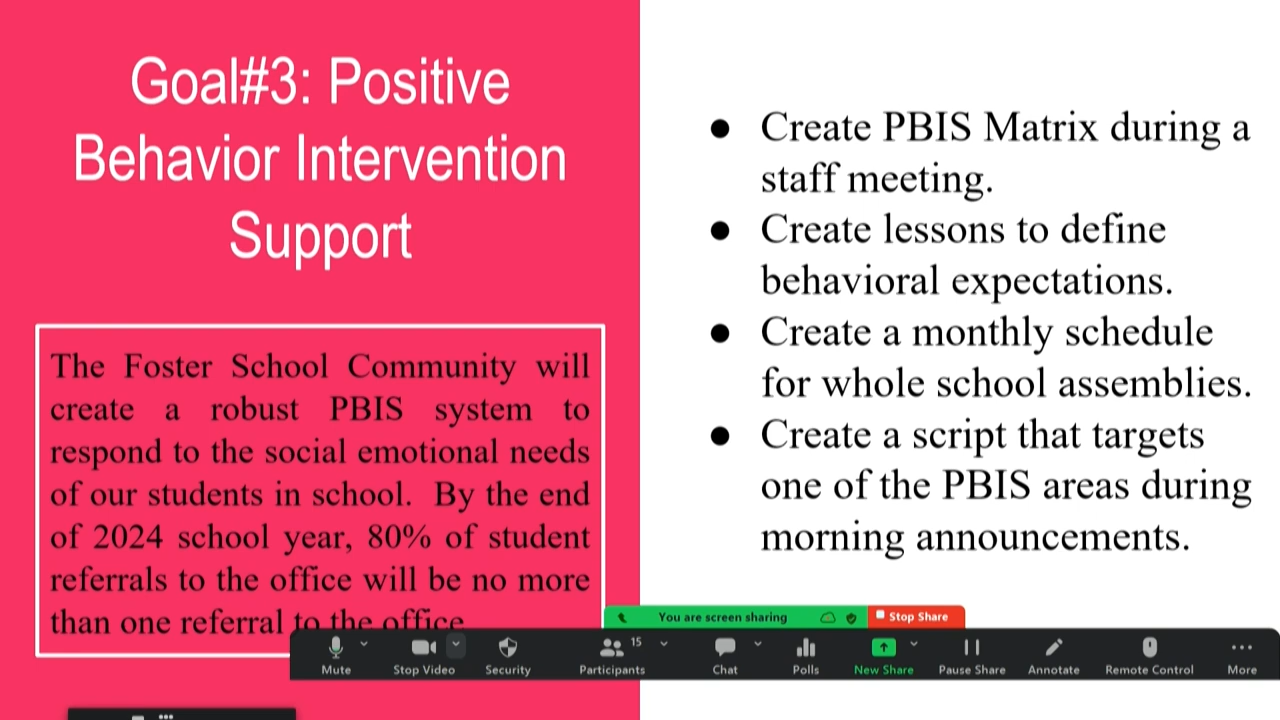 Goal#3: Positive
Behavior Intervention
Support
The Foster School Community will
create a robust PBIS system to
respond to the social emotional needs
of our students in school. By the end
of 2024 school year, 80% of student
referrals to the office will be no more
than one referral to the office
● Create PBIS Matrix during a
staff meeting.
● Create lessons to define
behavioral expectations.
● Create a monthly schedule
for whole school assemblies.
● Create a script that targets
one of the PBIS areas during
morning announcements.
You are screen sharing Stop Share
15
Mute Stop Video Security Participants Chat Polls New Share Pause Share Annotate Remote Control More